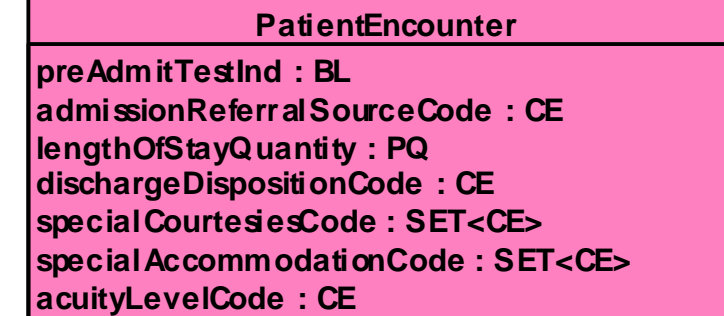 PatientEncounter
preAdmitTestInd : BL
admissionReferralSourceCode : CE
lengthOfStayQuantity : PQ
dischargeDispositionCode : CE
specialCourtesiesCode : SET<CE>
specialAccommodationCode : SET<CE>
acuityLevelCode : CE